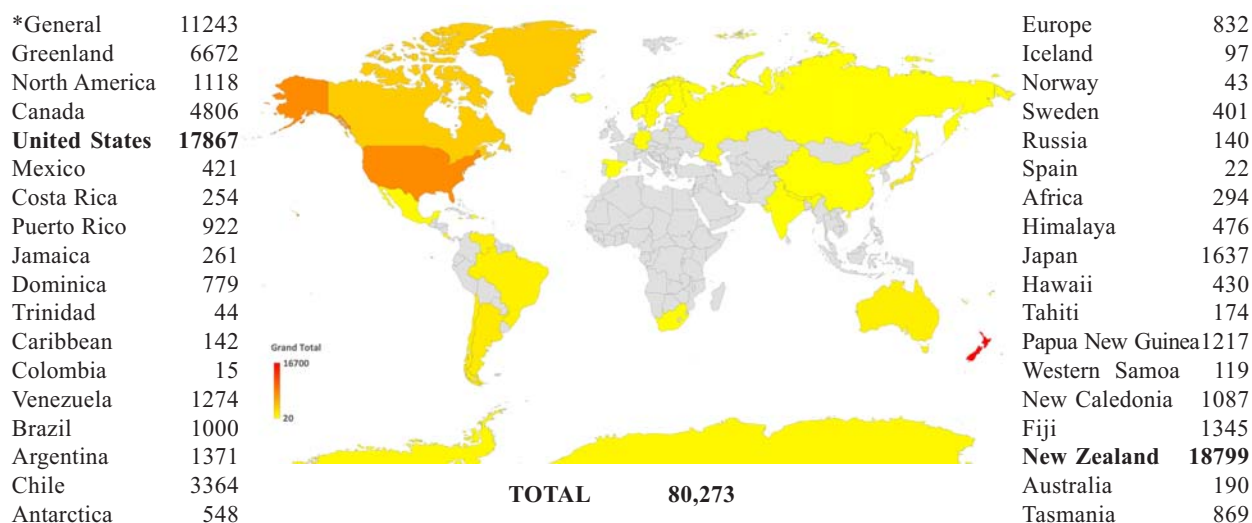 *General 11243
Greenland 6672
North America 1118
Canada 4806
United States 17867
Mexico 421
Costa Rica 254
Puerto Rico 922
Jamaica 261
Dominica 779
Trinidad 44
Caribbean 142
Colombia 15
Venezuela 1274
Brazil 1000
Argentina 1371
Chile 3364
Antarctica 548
Grand Total
16700
20
TOTAL 80,273
Europe 832
Iceland 97
Norway 43
Sweden 401
Russia 140
Spain 22
Africa 294
Himalaya 476
Japan 1637
Hawaii 430
Tahiti 174
Papua New Guinea1217
Western Samoa 119
New Caledonia 1087
Fiji 1345
New Zealand 18799
Australia 190
Tasmania 869